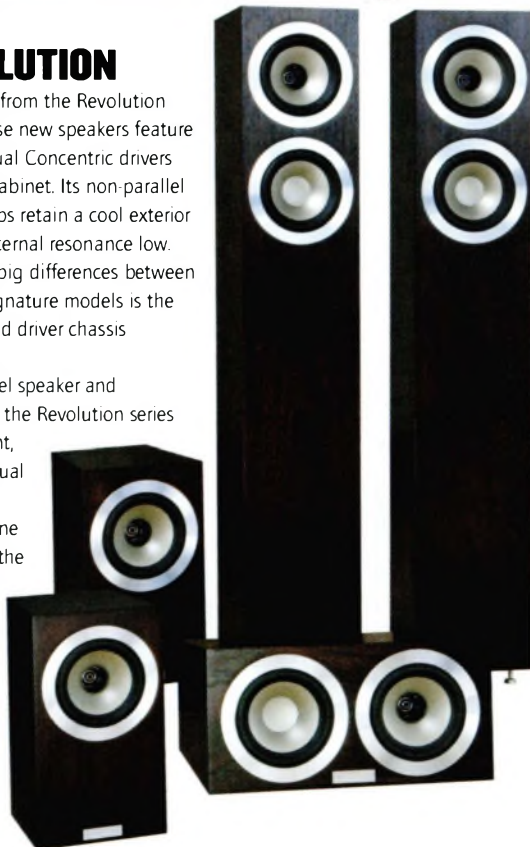 LUTION
from the Revolution
se new speakers feature
ual Concentric drivers
abinet. Its non-parallel
ps retain a cool exterior
ternal resonance low.
big differences between
gnature models is the
d driver chassis
el speaker and
the Revolution series
nt,
ual
ne
the